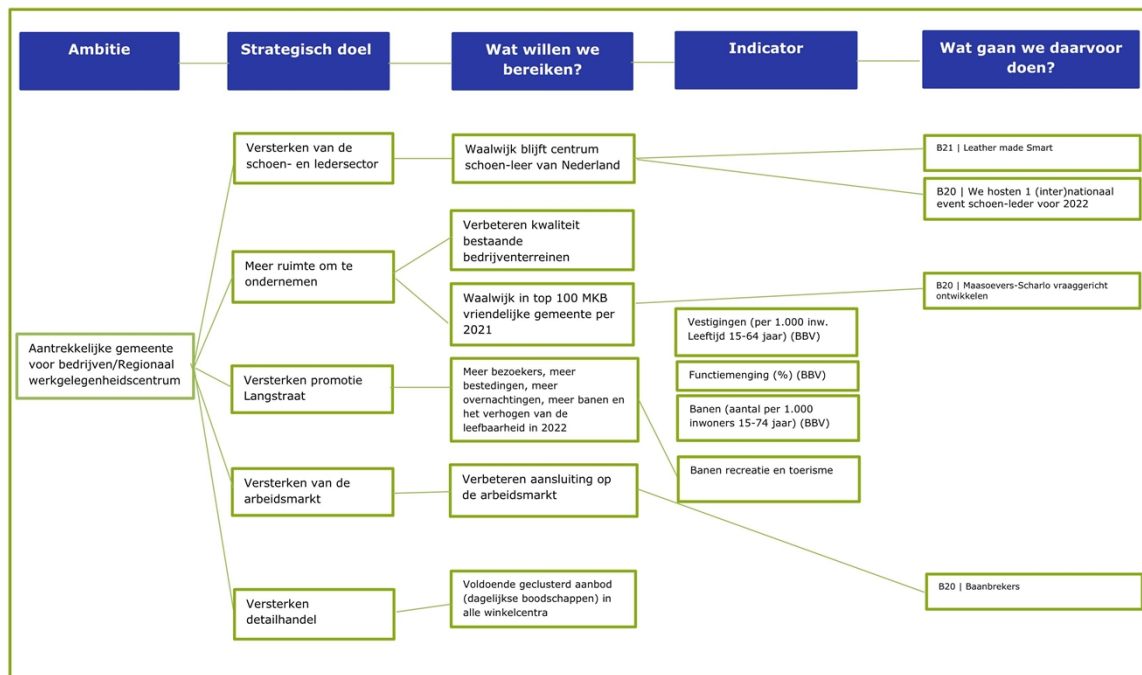 Ambitie
Strategisch doel
Wat willen we
bereiken?
Indicator
Wat gaan we daarvoor
doen?
Versterken van de
schoen- en ledersector
Waalwijk blijft centrum
schoen-leer van Nederland
B21 | Leather made Smart
B20 | We hosten 1 (inter)nationaal
event schoen-leder voor 2022
Verbeteren kwaliteit
bestaande
bedrijventerreinen
Meer ruimte om te
ondernemen
Waalwijk in top 100 MKB
vriendelijke gemeente per
2021
B20 | Maasoevers-Scharlo vraaggericht
ontwikkelen
Vestigingen (per 1.000 inw.
Leeftijd 15-64 jaar) (BBV)
Aantrekkelijke gemeente
voor bedrijven/Regionaal
werkgelegenheidscentrum
Versterken promotie
Langstraat
Meer bezoekers, meer
bestedingen, meer
overnachtingen, meer banen en
het verhogen van de
leefbaarheid in 2022
Functiemenging (%) (BBV)
Banen (aantal per 1.000
inwoners 15-74 jaar) (BBV)
Banen recreatie en toerisme
Versterken van de
arbeidsmarkt
Verbeteren aansluiting op
de arbeidsmarkt
B20 | Baanbrekers
Versterken
detailhandel
Voldoende geclusterd aanbod
(dagelijkse boodschappen) in
alle winkelcentra